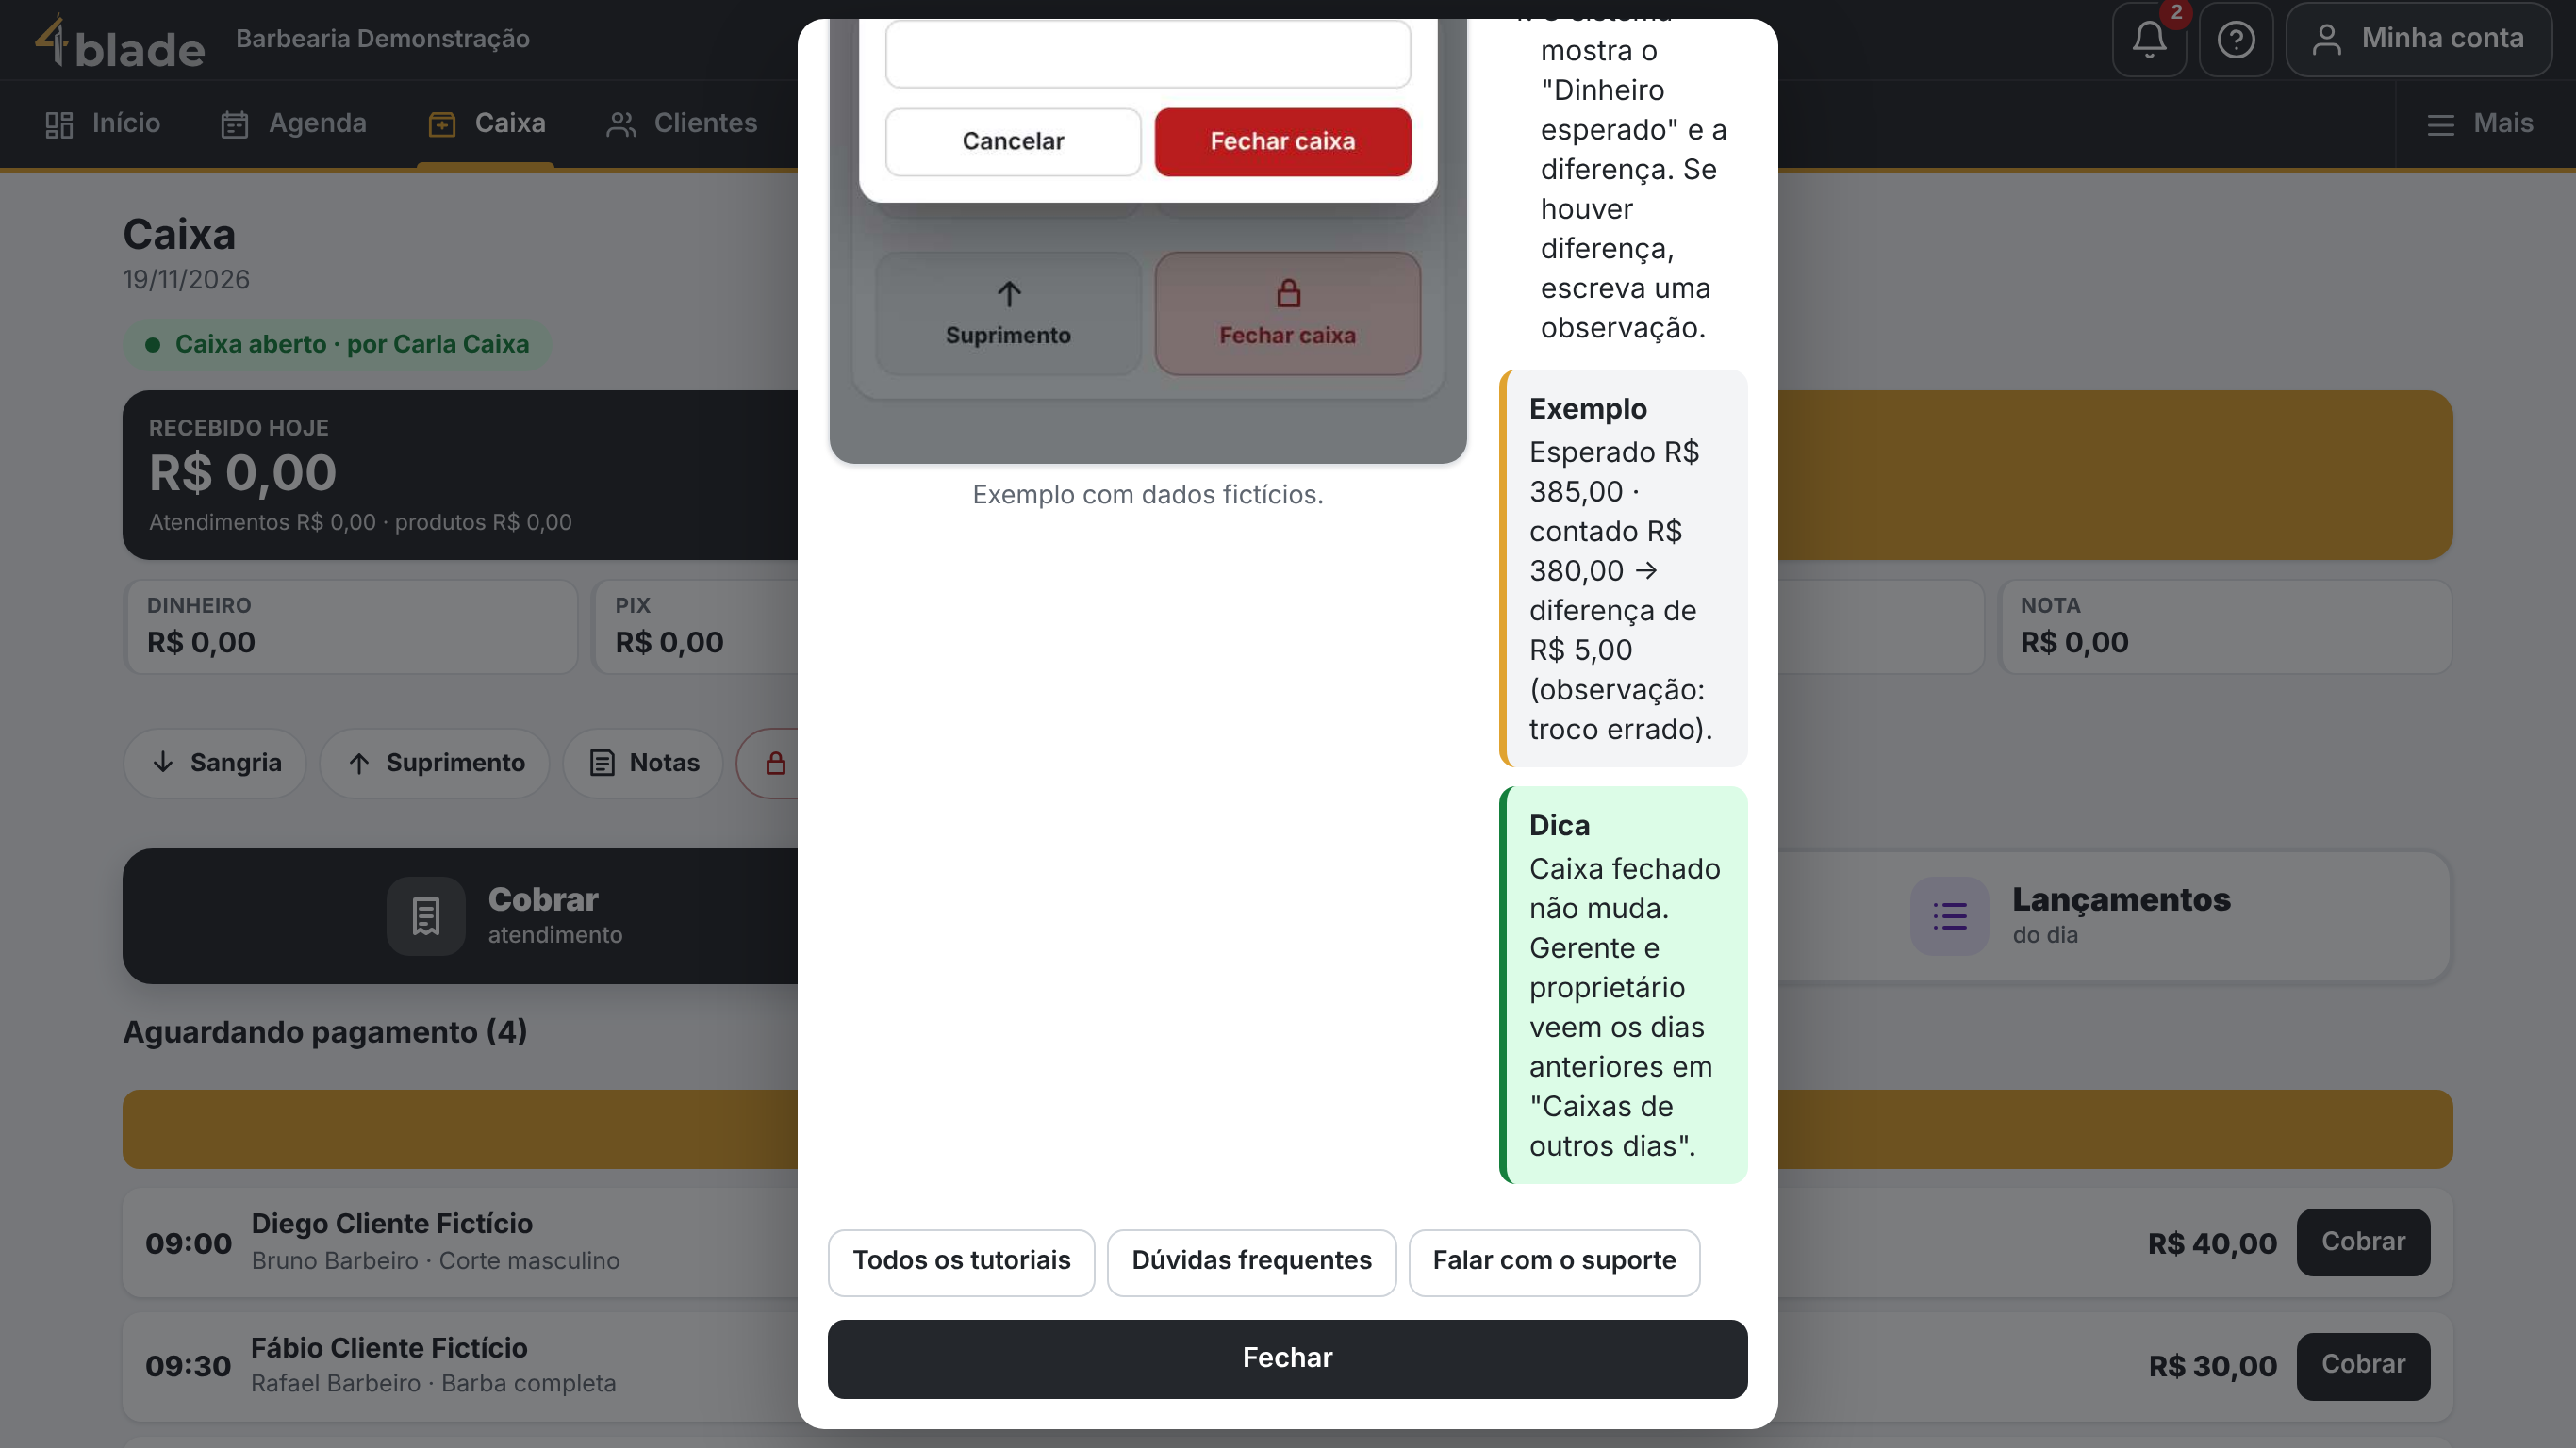 4blade
Barbearia Demonstração
2
Minha conta
Início
Agenda
Caixa
Clientes
Mais
Caixa
19/11/2026
Caixa aberto · por Carla Caixa
RECEBIDO HOJE
R$ 0,00
Atendimentos R$ 0,00 · produtos R$ 0,00
DINHEIRO
R$ 0,00
PIX
R$ 0,00
NOTA
R$ 0,00
Sangria
Suprimento
Notas
Cobrar
atendimento
Lançamentos
do dia
Aguardando pagamento (4)
09:00
Diego Cliente Fictício
Bruno Barbeiro · Corte masculino
R$ 40,00
Cobrar
09:30
Fábio Cliente Fictício
Rafael Barbeiro · Barba completa
R$ 30,00
Cobrar
Cancelar
Fechar caixa
Suprimento
Fechar caixa
Exemplo com dados fictícios.
mostra o
"Dinheiro
esperado" e a
diferença. Se
houver
diferença,
escreva uma
observação.
Exemplo
Esperado R$
385,00 ·
contado R$
380,00 →
diferença de
R$ 5,00
(observação:
troco errado).
Dica
Caixa fechado
não muda.
Gerente e
proprietário
veem os dias
anteriores em
"Caixas de
outros dias".
Todos os tutoriais
Dúvidas frequentes
Falar com o suporte
Fechar